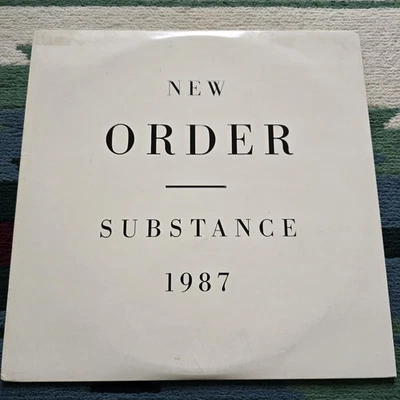 NEW
ORDER
SUBSTANCE
1987